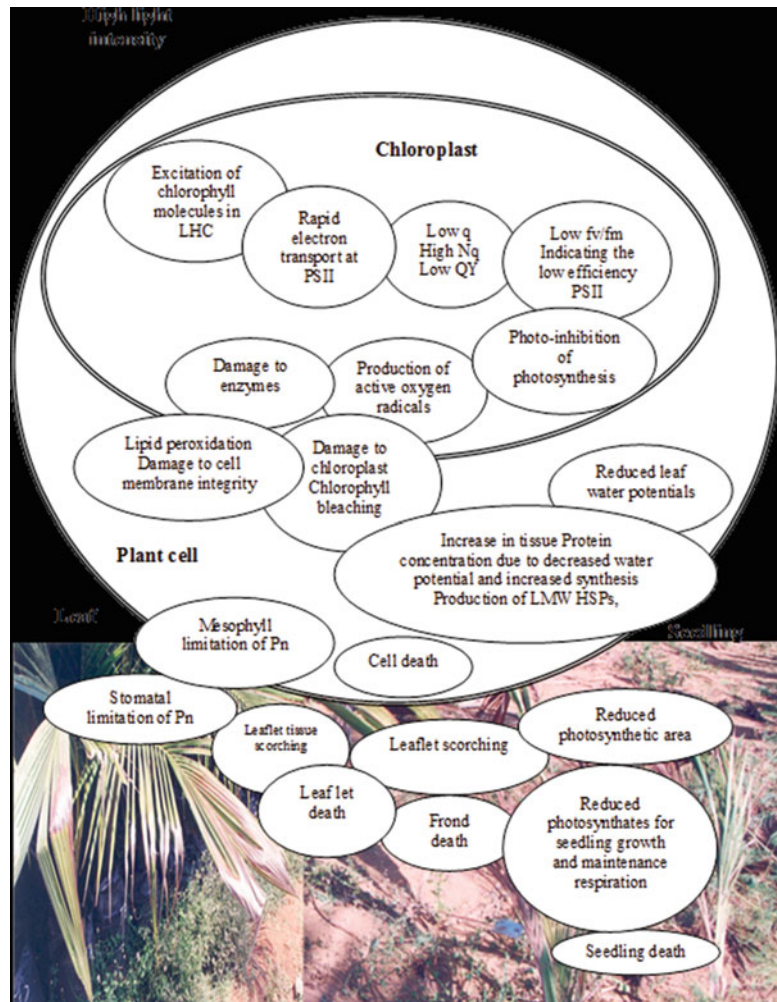 High light
intensity
Chloroplast
Excitation of
chlorophyll
molecules in
LHC
Rapid
electron
transport at
PSII
Low q
High Nq
Low QY
Low fv/fm
Indicating the
low efficiency
PSII
Photo-inhibition
of
photosynthesis
Damage to
enzymes
Production of
active oxygen
radicals
Lipid peroxidation
Damage to cell
membrane integrity
Damage to
chloroplast
Chlorophyll
bleaching
Reduced leaf
water potentials
Plant cell
Increase in tissue Protein
concentration due to decreased water
potential and increased synthesis
Production of LMW HSPs,
Leaf
Seedling
Mesophyll
limitation of Pn
Cell death
Stomatal
limitation of Pn
Leaflet tissue
scorching
Leaflet scorching
Reduced
photosynthetic area
Leaf let
death
Frond
death
Reduced
photosynthates for
seedling growth
and maintenance
respiration
Seedling death